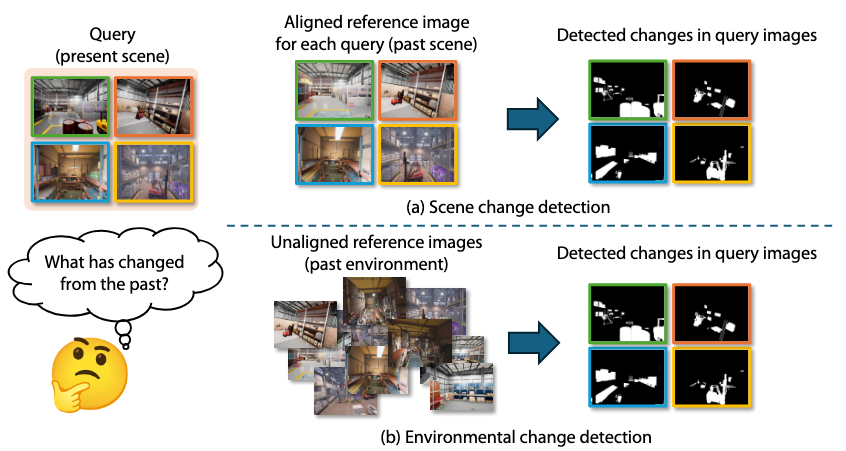 Query
(present scene)
Aligned reference image
for each query (past scene)
Detected changes in query images
(a) Scene change detection
What has changed
from the past?
Unaligned reference images
(past environment)
Detected changes in query images
(b) Environmental change detection